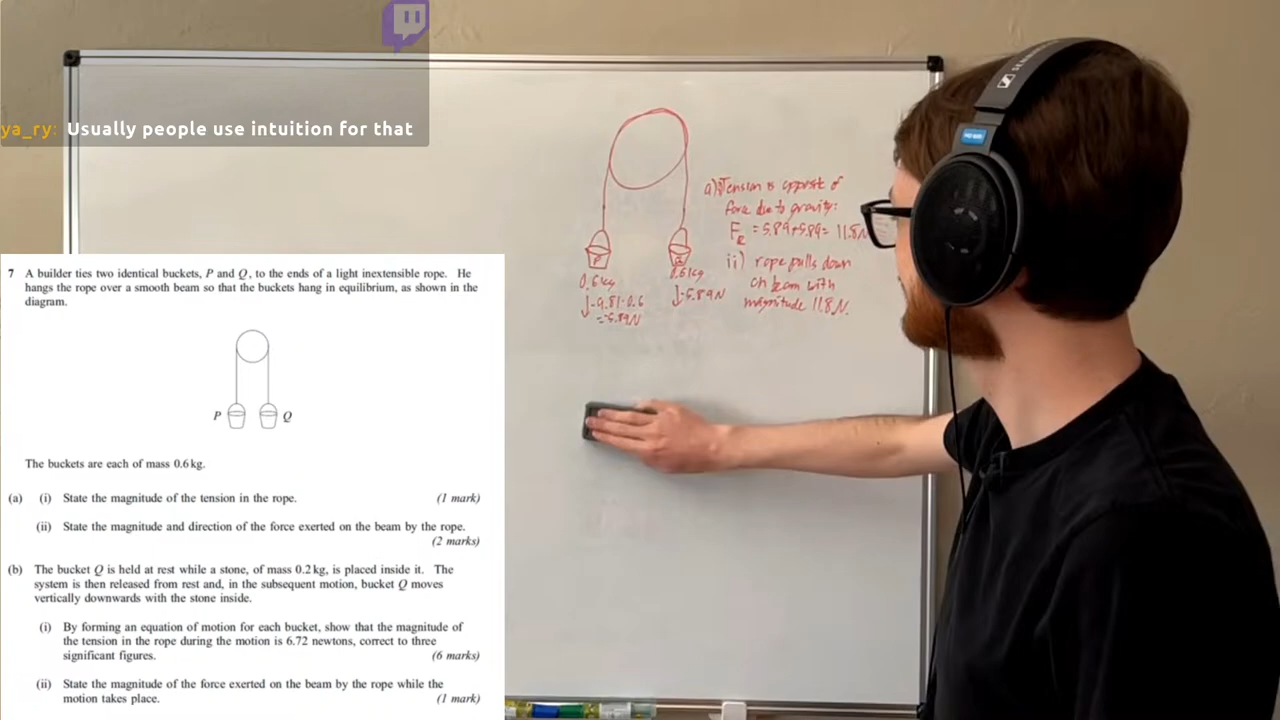 ya_ry: Usually people use intuition for that
7 A builder ties two identical buckets, P and Q, to the ends of a light inextensible rope. He
hangs the rope over a smooth beam so that the buckets hang in equilibrium, as shown in the
diagram.
P Q
The buckets are each of mass 0.6 kg.
(a) (i) State the magnitude of the tension in the rope. (1 mark)
(ii) State the magnitude and direction of the force exerted on the beam by the rope.
(2 marks)
(b) The bucket Q is held at rest while a stone, of mass 0.2 kg, is placed inside it. The
system is then released from rest and, in the subsequent motion, bucket Q moves
vertically downwards with the stone inside.
(i) By forming an equation of motion for each bucket, show that the magnitude of
the tension in the rope during the motion is 6.72 newtons, correct to three
significant figures. (6 marks)
(ii) State the magnitude of the force exerted on the beam by the rope while the
motion takes place. (1 mark)
P
Q
0.6kg
-9.81·0.6
=-5.89N
0.6kg
-5.89N
Tension is opposite of
force due to gravity:
= 5.89+5.89= 11.8N
ii) rope pulls down
on beam with
magnitude 11.8N.
SENNHEISER